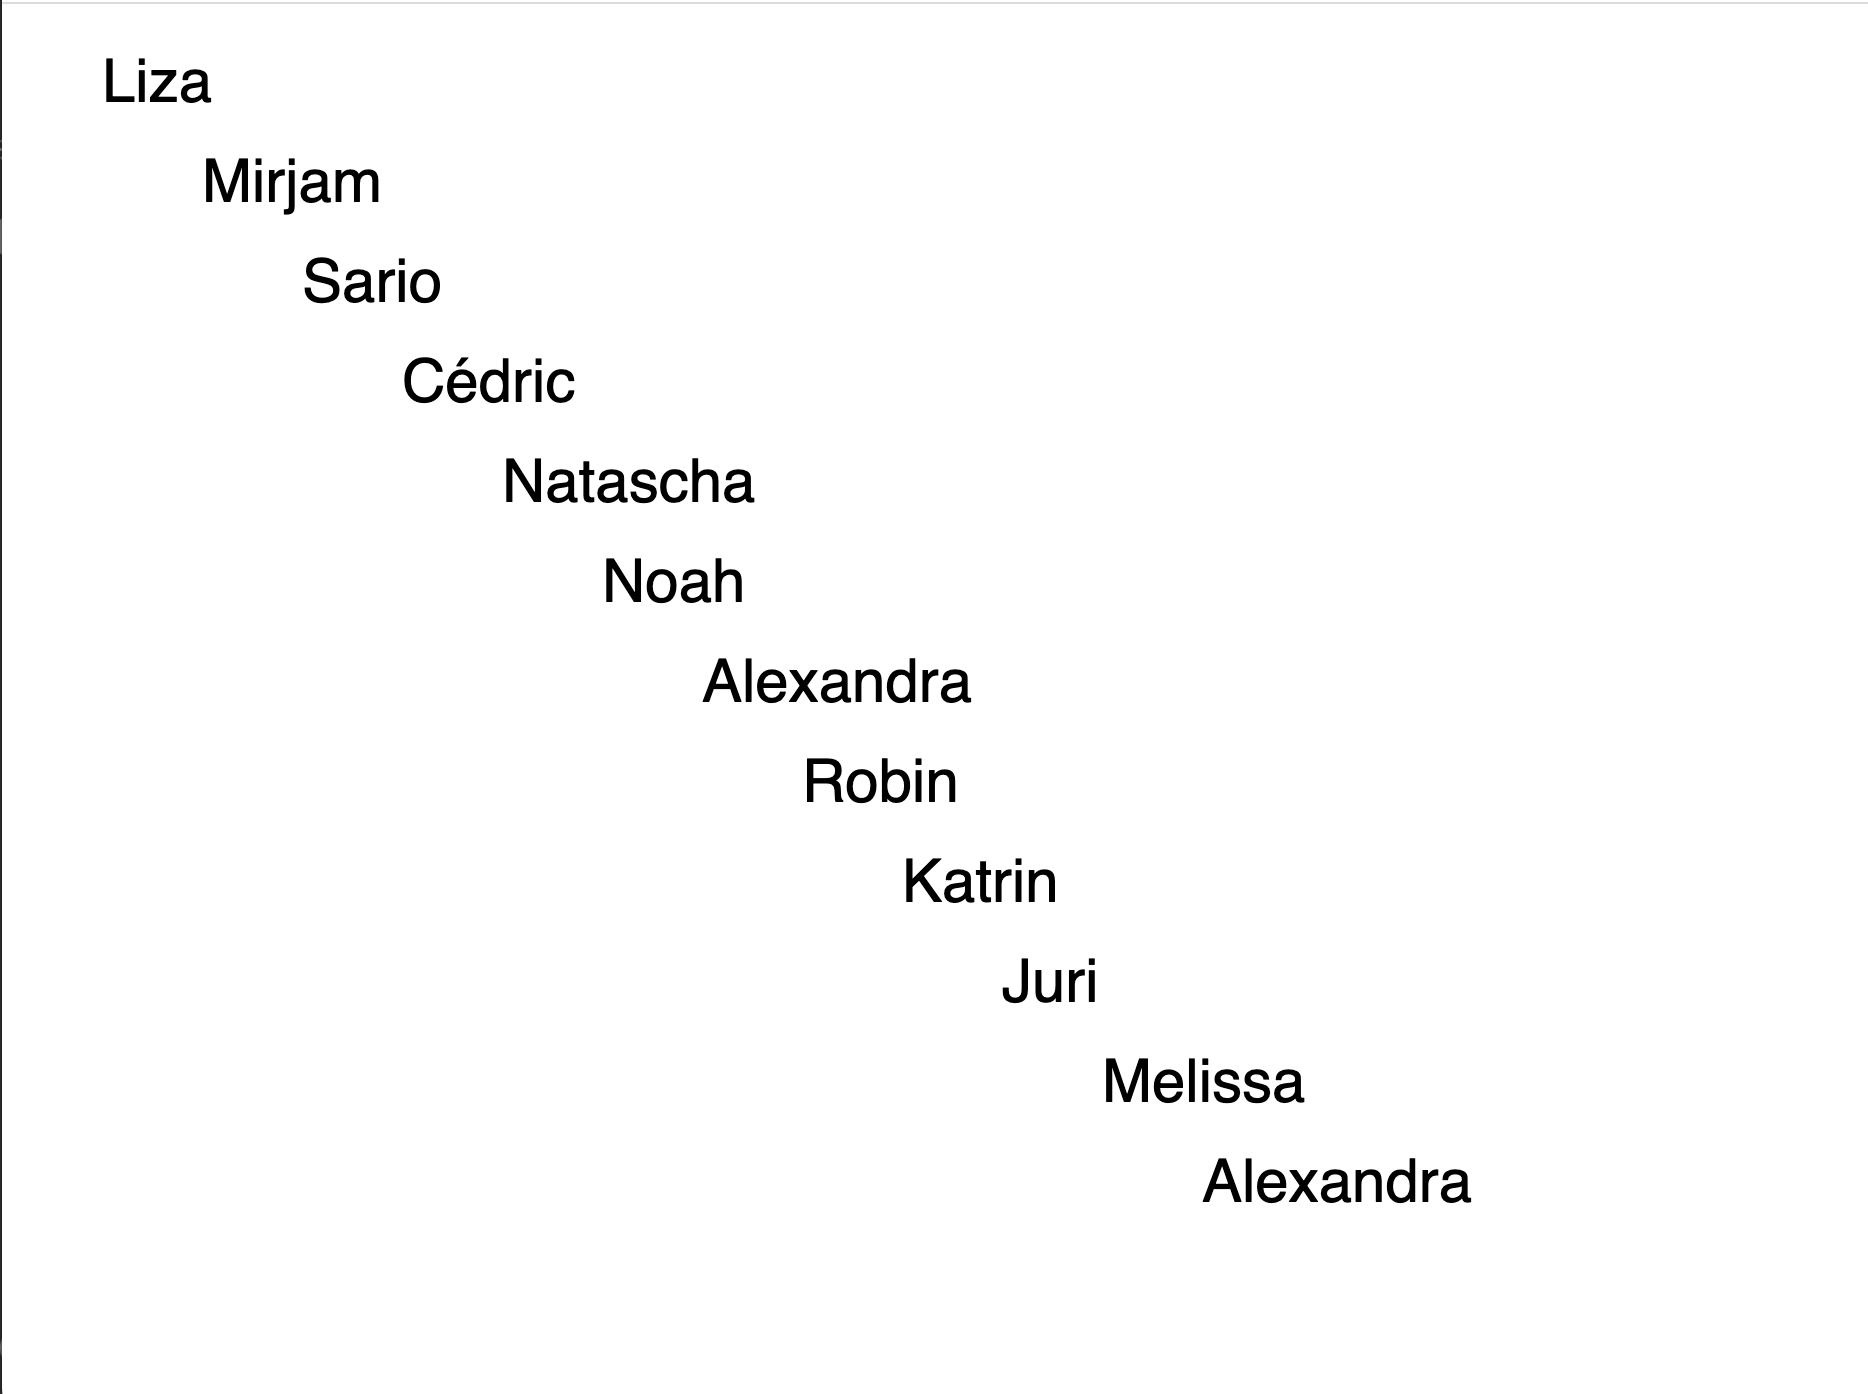 Liza
Mirjam
Sario
Cédric
Natascha
Noah
Alexandra
Robin
Katrin
Juri
Melissa
Alexandra